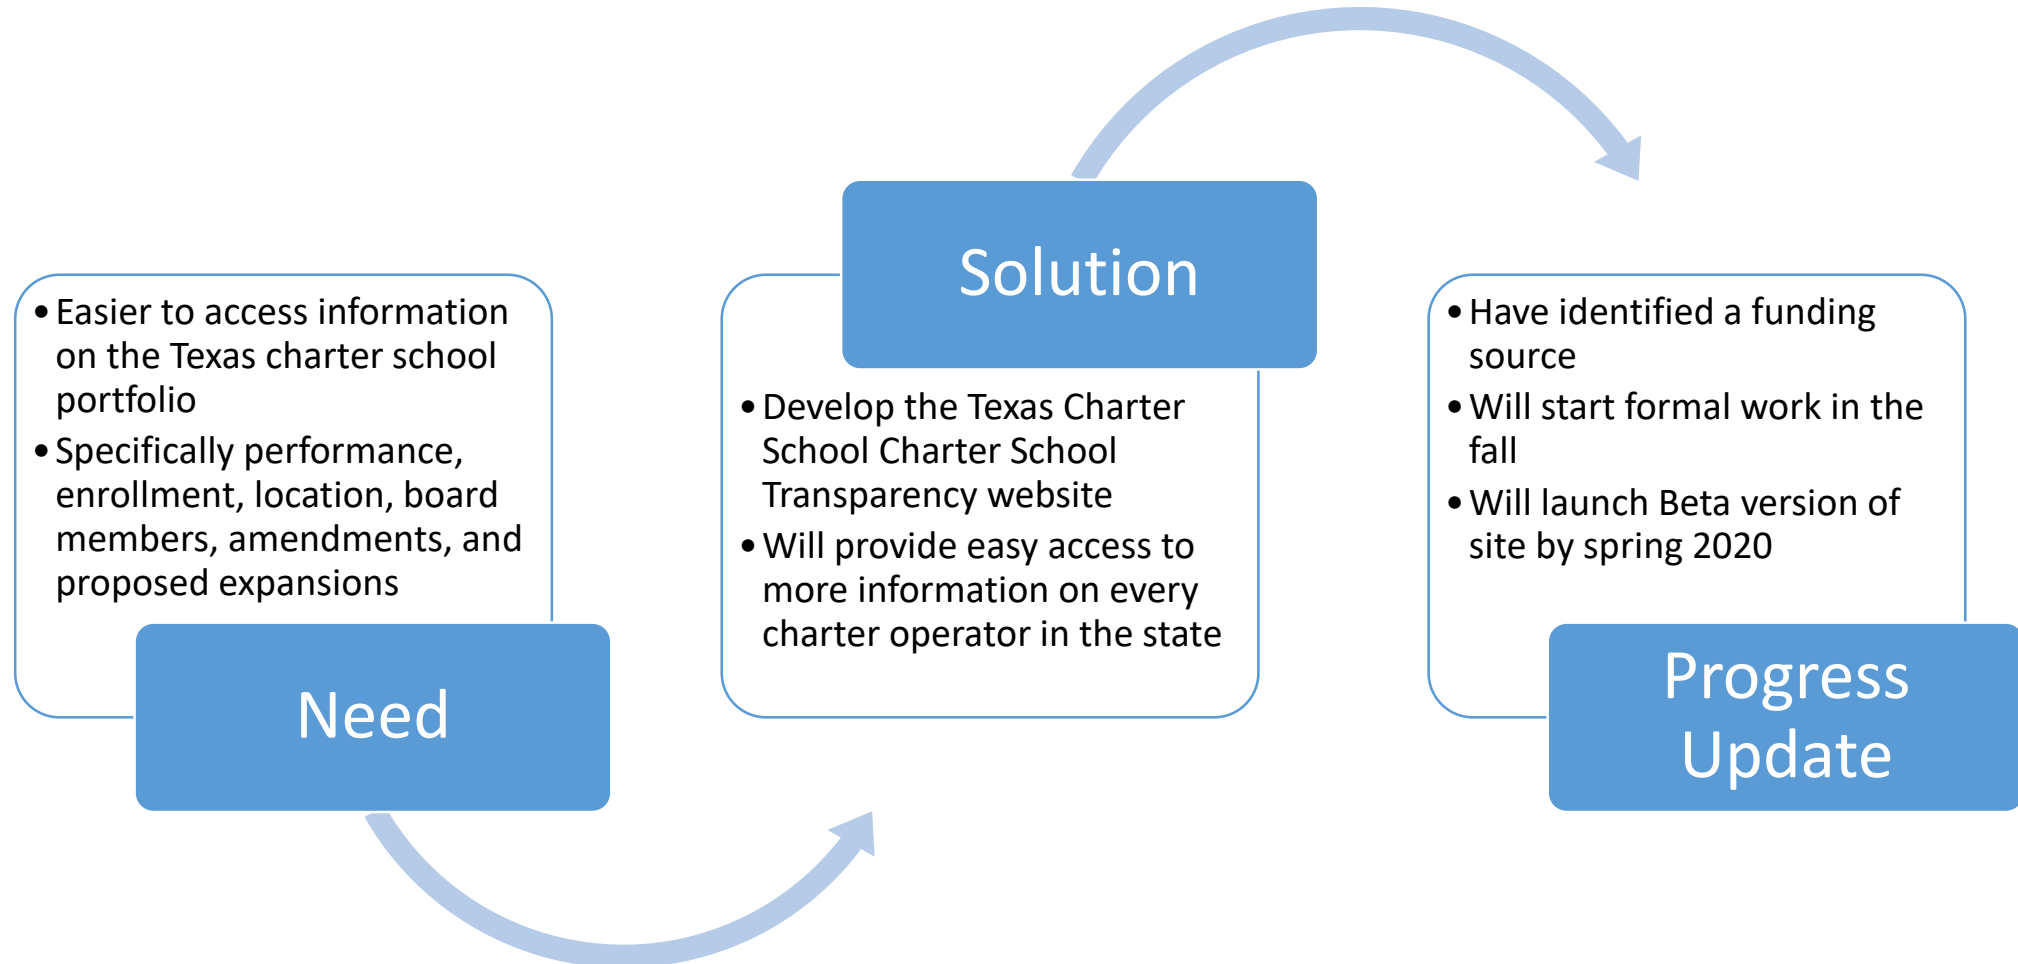 • Easier to access information
on the Texas charter school
portfolio
• Specifically performance,
enrollment, location, board
members, amendments, and
proposed expansions
Need
Solution
• Develop the Texas Charter
School Charter School
Transparency website
• Will provide easy access to
more information on every
charter operator in the state
• Have identified a funding
source
• Will start formal work in the
fall
• Will launch Beta version of
site by spring 2020
Progress
Update